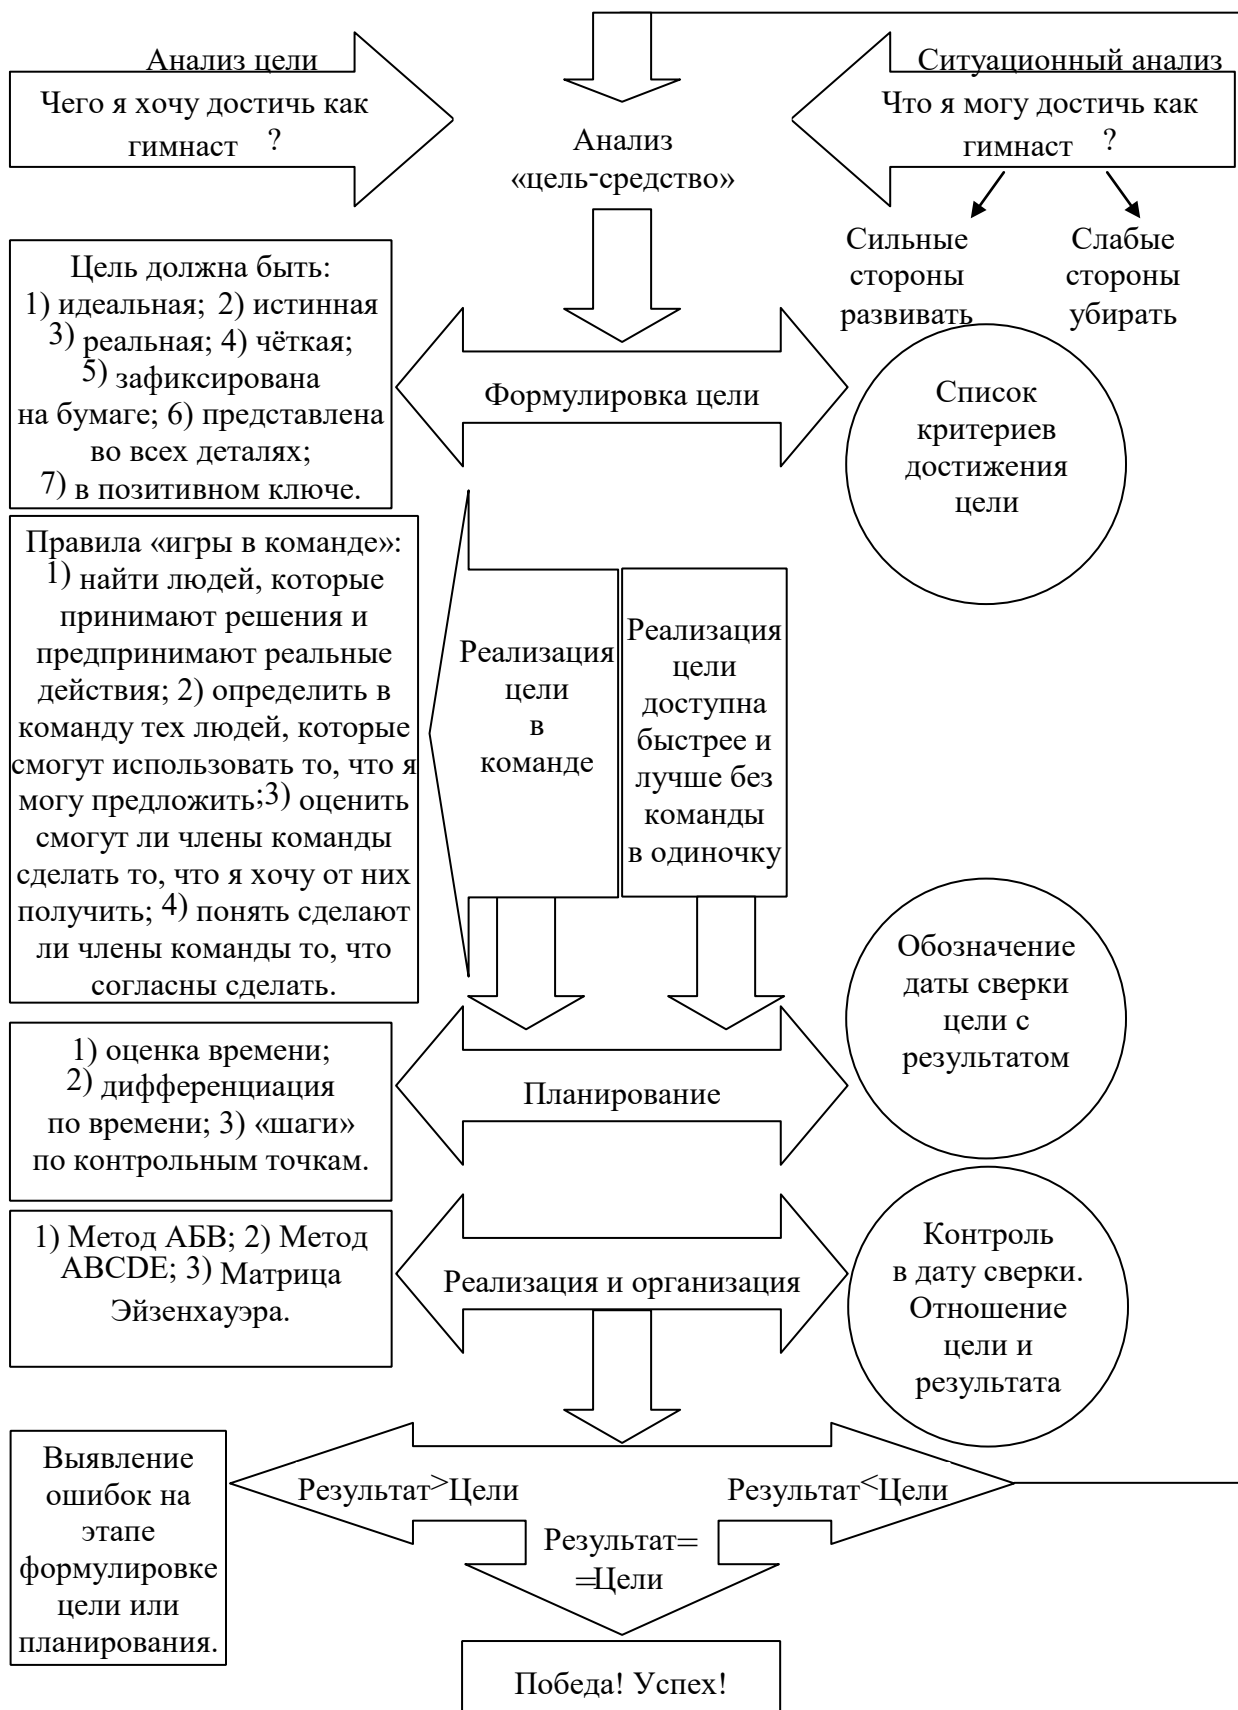 Анализ цели
Чего я хочу достичь как
гимнаст ?
Анализ
«цель-средство»
Ситуационный анализ
Что я могу достичь как
гимнаст ?
Сильные
стороны
развивать
Слабые
стороны
убирать
Цель должна быть:
1) идеальная; 2) истинная
3) реальная; 4) чёткая;
5) зафиксирована
на бумаге; 6) представлена
во всех деталях;
7) в позитивном ключе.
Формулировка цели
Список
критериев
достижения
цели
Правила «игры в команде»:
1) найти людей, которые
принимают решения и
предпринимают реальные
действия; 2) определить в
команду тех людей, которые
смогут использовать то, что я
могу предложить;3) оценить
смогут ли члены команды
сделать то, что я хочу от них
получить; 4) понять сделают
ли члены команды то, что
согласны сделать.
Реализация
цели
в
команде
Реализация
цели
доступна
быстрее и
лучше без
команды
в одиночку
Обозначение
даты сверки
цели с
результатом
1) оценка времени;
2) дифференциация
по времени; 3) «шаги»
по контрольным точкам.
Планирование
1) Метод АБВ; 2) Метод
ABCDE; 3) Матрица
Эйзенхауэра.
Реализация и организация
Контроль
в дату сверки.
Отношение
цели и
результата
Выявление
ошибок на
этапе
формулировке
цели или
планирования.
Результат>Цели
Результат<Цели
Результат=
=Цели
Победа! Успех!